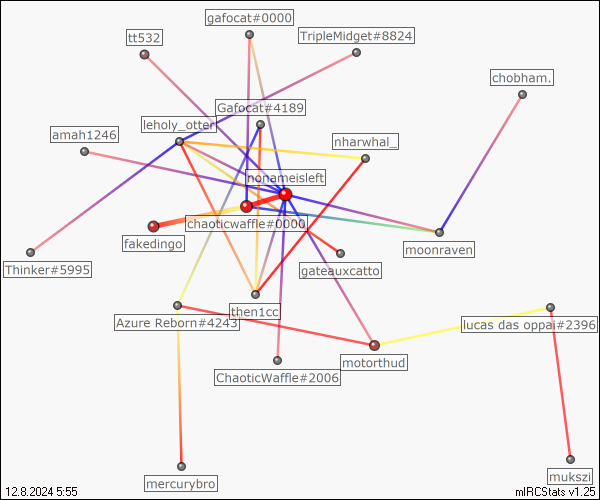 gafocat#0000
tt532
TripleMidget#8824
chobham.
Gafocat#4189
leholy_otter
amah1246
nharwhal_
nonameisleft
chaoticwaffle#0000
fakedingo
moonraven
Thinker#5995
gateauxcatto
then1cc
Azure Reborn#4243
lucas das oppai#2396
motorthud
ChaoticWaffle#2006
mercurybro
mukszi
12.8.2024 5:55
mIRCStats v1.25